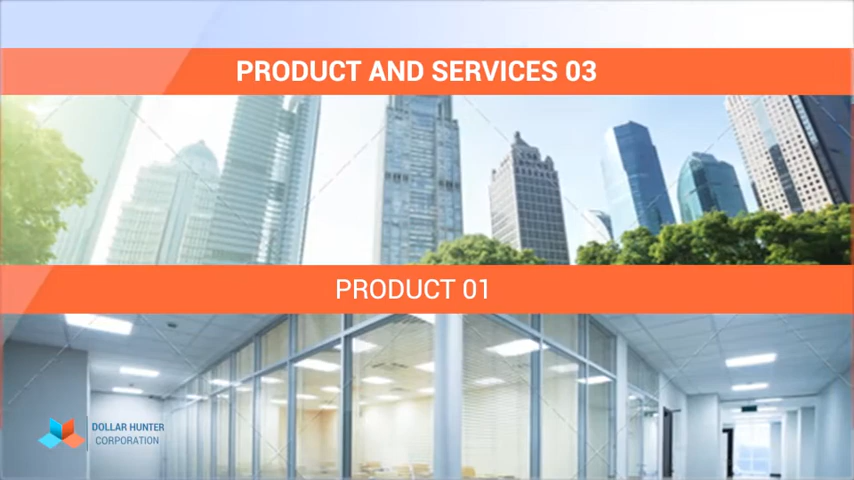 PRODUCT AND SERVICES 03
PRODUCT 01
DOLLAR HUNTER
CORPORATION